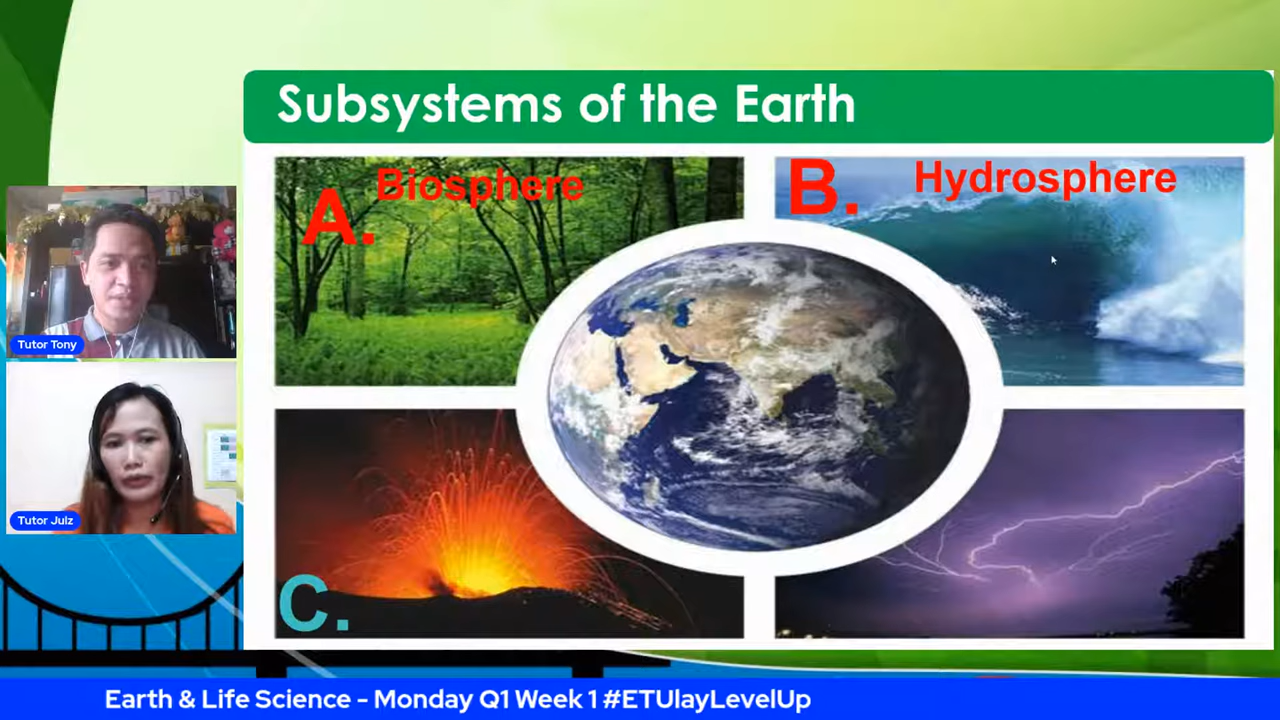 Subsystems of the Earth
A.
Biosphere
B.
Hydrosphere
Tutor Tony
Tutor Julz
C.
Earth & Life Science - Monday Q1 Week 1 #ETUlayLevelUp